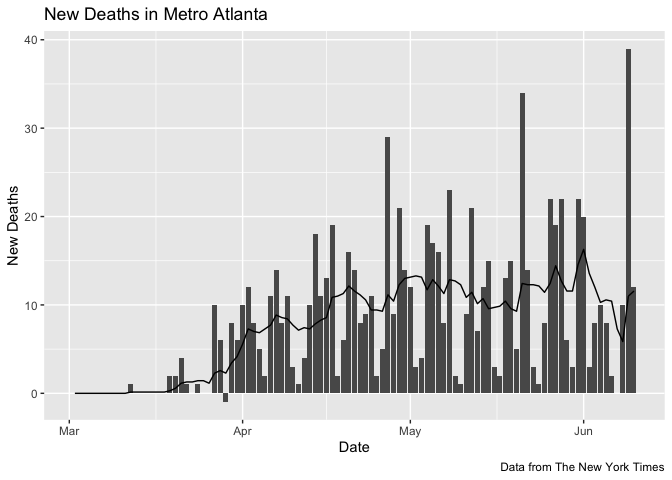 New Deaths in Metro Atlanta
40
30
20
10
0
New Deaths
Mar Apr May Jun
Date
Data from The New York Times